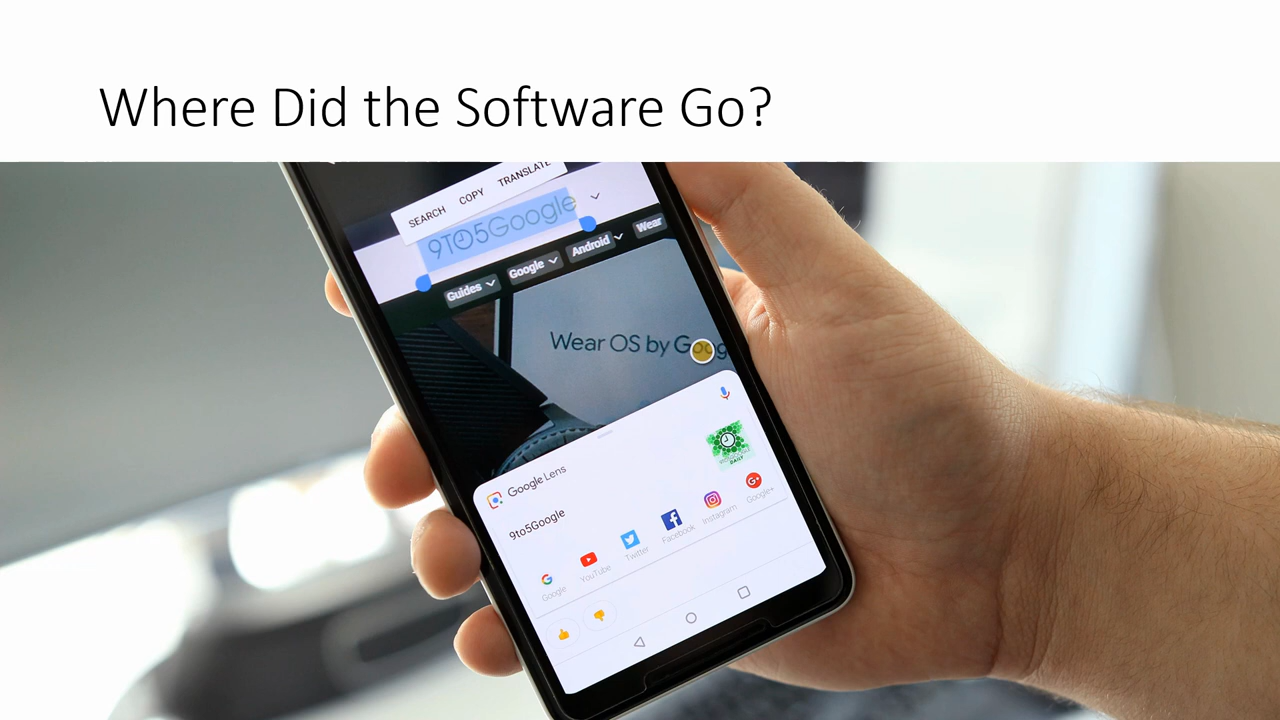 Where Did the Software Go?
SEARCH COPY TRANSLATE
9TO5Google
Guides Google Android Wear
Wear OS by Goog
Google Lens
DAILY
9to5Google
Google YouTube Twitter Facebook Instagram Google+